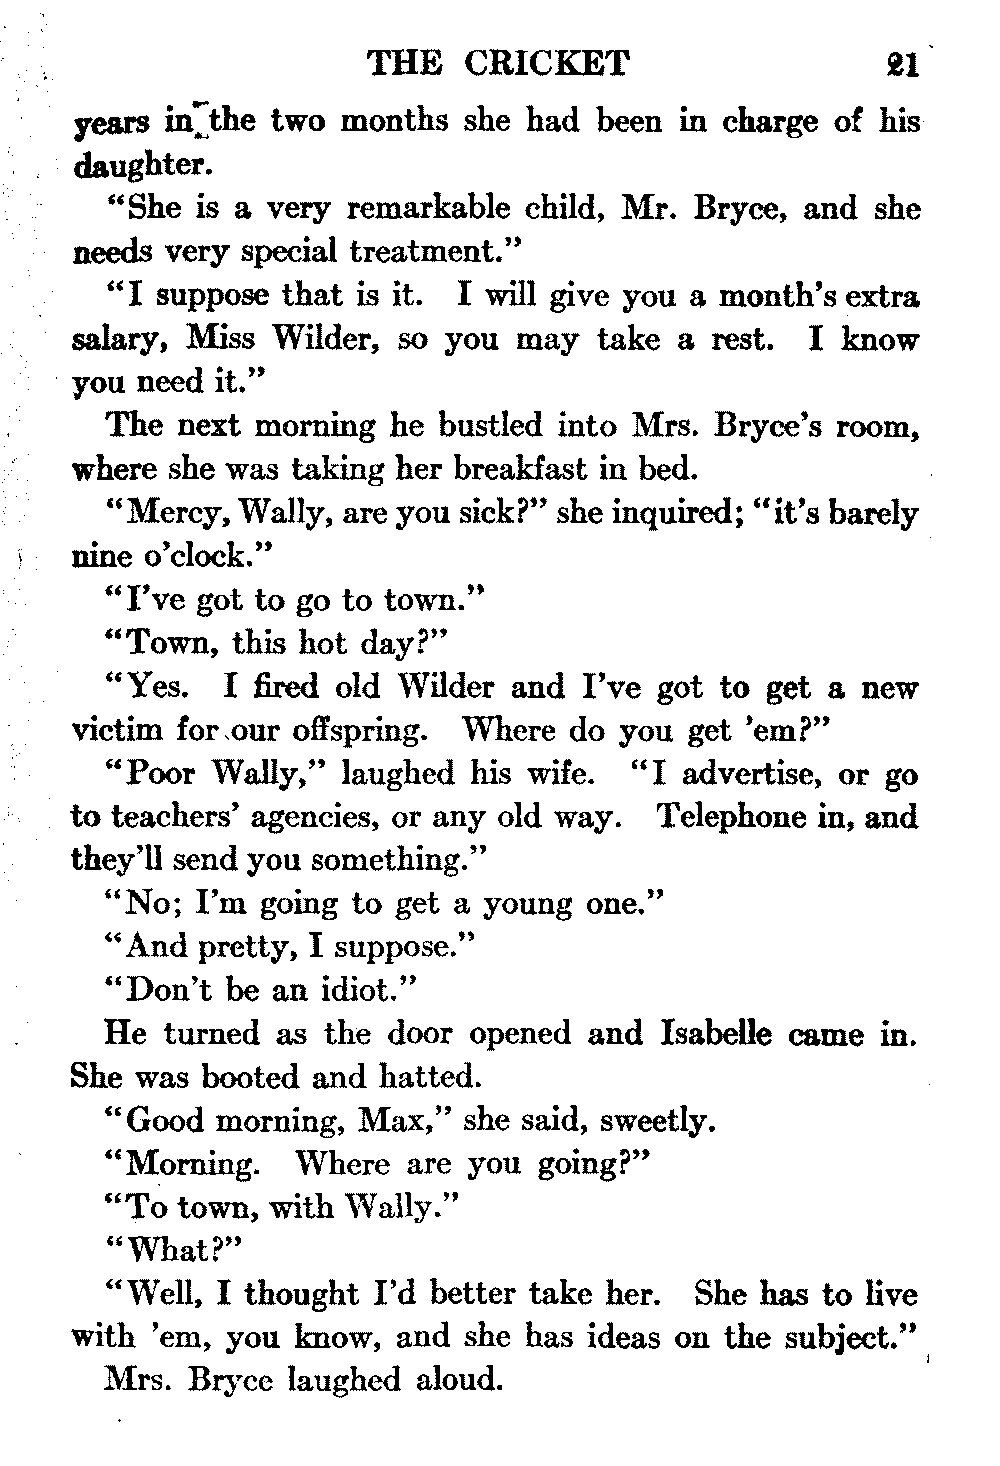 THE CRICKET 21
years in the two months she had been in charge of his
daughter.
“She is a very remarkable child, Mr. Bryce, and she
needs very special treatment.”
“I suppose that is it. I will give you a month’s extra
salary, Miss Wilder, so you may take a rest. I know
you need it.”
The next morning he bustled into Mrs. Bryce’s room,
where she was taking her breakfast in bed.
“Mercy, Wally, are you sick?” she inquired; “it’s barely
nine o’clock.”
“I’ve got to go to town.”
“Town, this hot day?”
“Yes. I fired old Wilder and I’ve got to get a new
victim for our offspring. Where do you get ’em?”
“Poor Wally,” laughed his wife. “I advertise, or go
to teachers’ agencies, or any old way. Telephone in, and
they’ll send you something.”
“No; I’m going to get a young one.”
“And pretty, I suppose.”
“Don’t be an idiot.”
He turned as the door opened and Isabelle came in.
She was booted and hatted.
“Good morning, Max,” she said, sweetly.
“Morning. Where are you going?”
“To town, with Wally.”
“What?”
“Well, I thought I’d better take her. She has to live
with ’em, you know, and she has ideas on the subject.”
Mrs. Bryce laughed aloud.